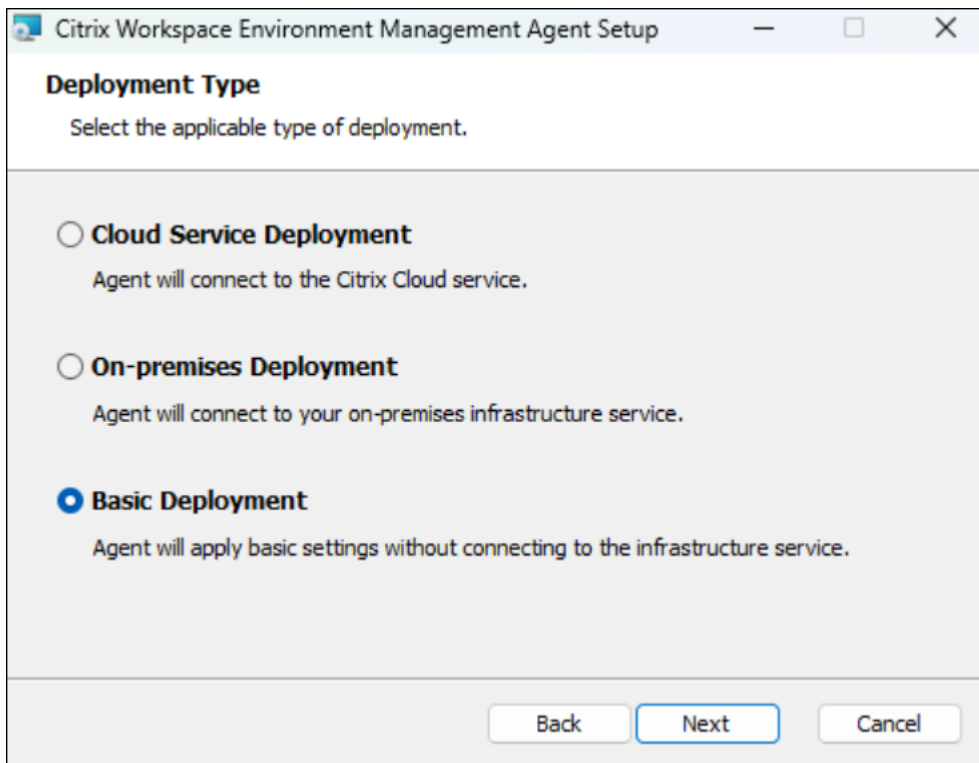 Citrix Workspace Environment Management Agent Setup
Deployment Type
Select the applicable type of deployment.
Cloud Service Deployment
Agent will connect to the Citrix Cloud service.
On-premises Deployment
Agent will connect to your on-premises infrastructure service.
Basic Deployment
Agent will apply basic settings without connecting to the infrastructure service.
Back Next Cancel